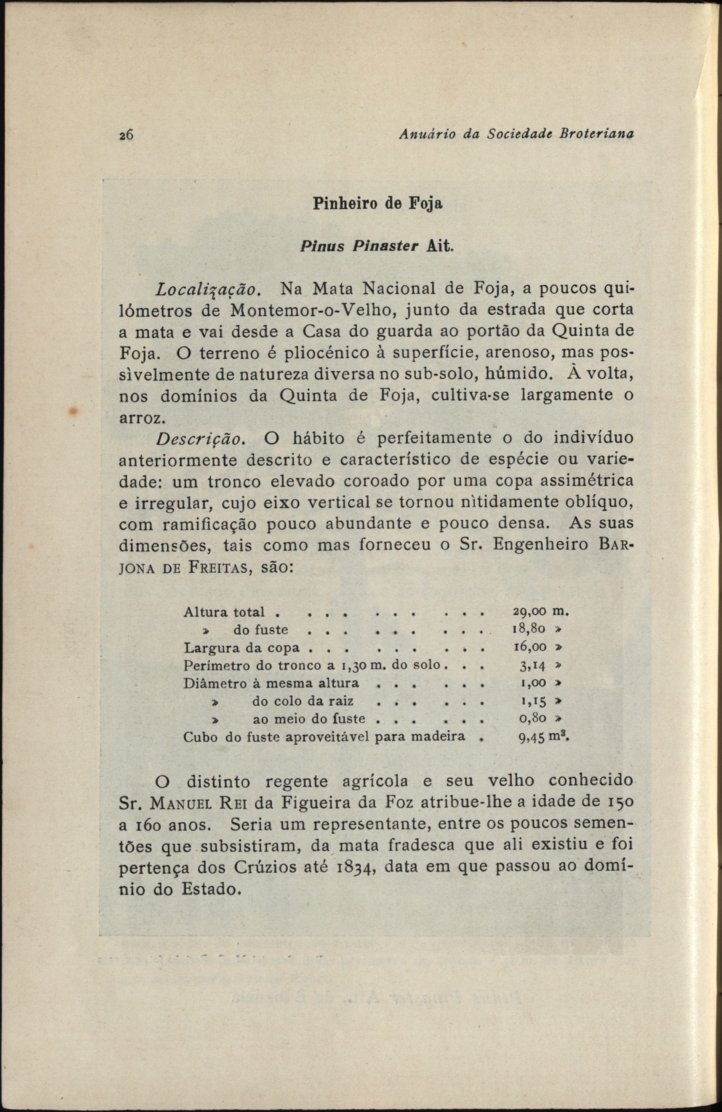 26 Anuário da Sociedade Broteriana
Pinheiro de Foja
Pinus Pinaster Ait.
Localização. Na Mata Nacional de Foja, a poucos qui-
lómetros de Montemor-o-Velho, junto da estrada que corta
a mata e vai desde a Casa do guarda ao portão da Quinta de
Foja. O terreno é pliocénico à superfície, arenoso, mas pos-
sìvelmente de natureza diversa no sub-solo, húmido. À volta,
nos domínios da Quinta de Foja, cultiva-se largamente o
arroz.
Descrição. O hábito é perfeitamente o do indivíduo
anteriormente descrito e característico de espécie ou varie-
dade: um tronco elevado coroado por uma copa assimétrica
e irregular, cujo eixo vertical se tornou nìtidamente oblíquo,
com ramificação pouco abundante e pouco densa. As suas
dimensões, tais como mas forneceu o Sr. Engenheiro BAR-
JONA DE FREITAS, são:
Altura total . . . . . . . . . . 29,00 m.
» do fuste . . . . . . . . . 18,80 »
Largura da copa . . . . . . . . . 16,00 »
Perímetro do tronco a 1,30 m. do solo . . . 3,14 »
Diâmetro à mesma altura . . . . . . 1,00 »
» do colo da raiz . . . . . . 1,15 »
» ao meio do fuste . . . . . . 0,80 »
Cubo do fuste aproveitável para madeira . 9,45 m³.
O distinto regente agrícola e seu velho conhecido
Sr. MANUEL REI da Figueira da Foz atribue-lhe a idade de 150
a 160 anos. Seria um representante, entre os poucos semen-
tões que subsistiram, da mata fradesca que ali existiu e foi
pertença dos Crúzios até 1834, data em que passou ao domí-
nio do Estado.